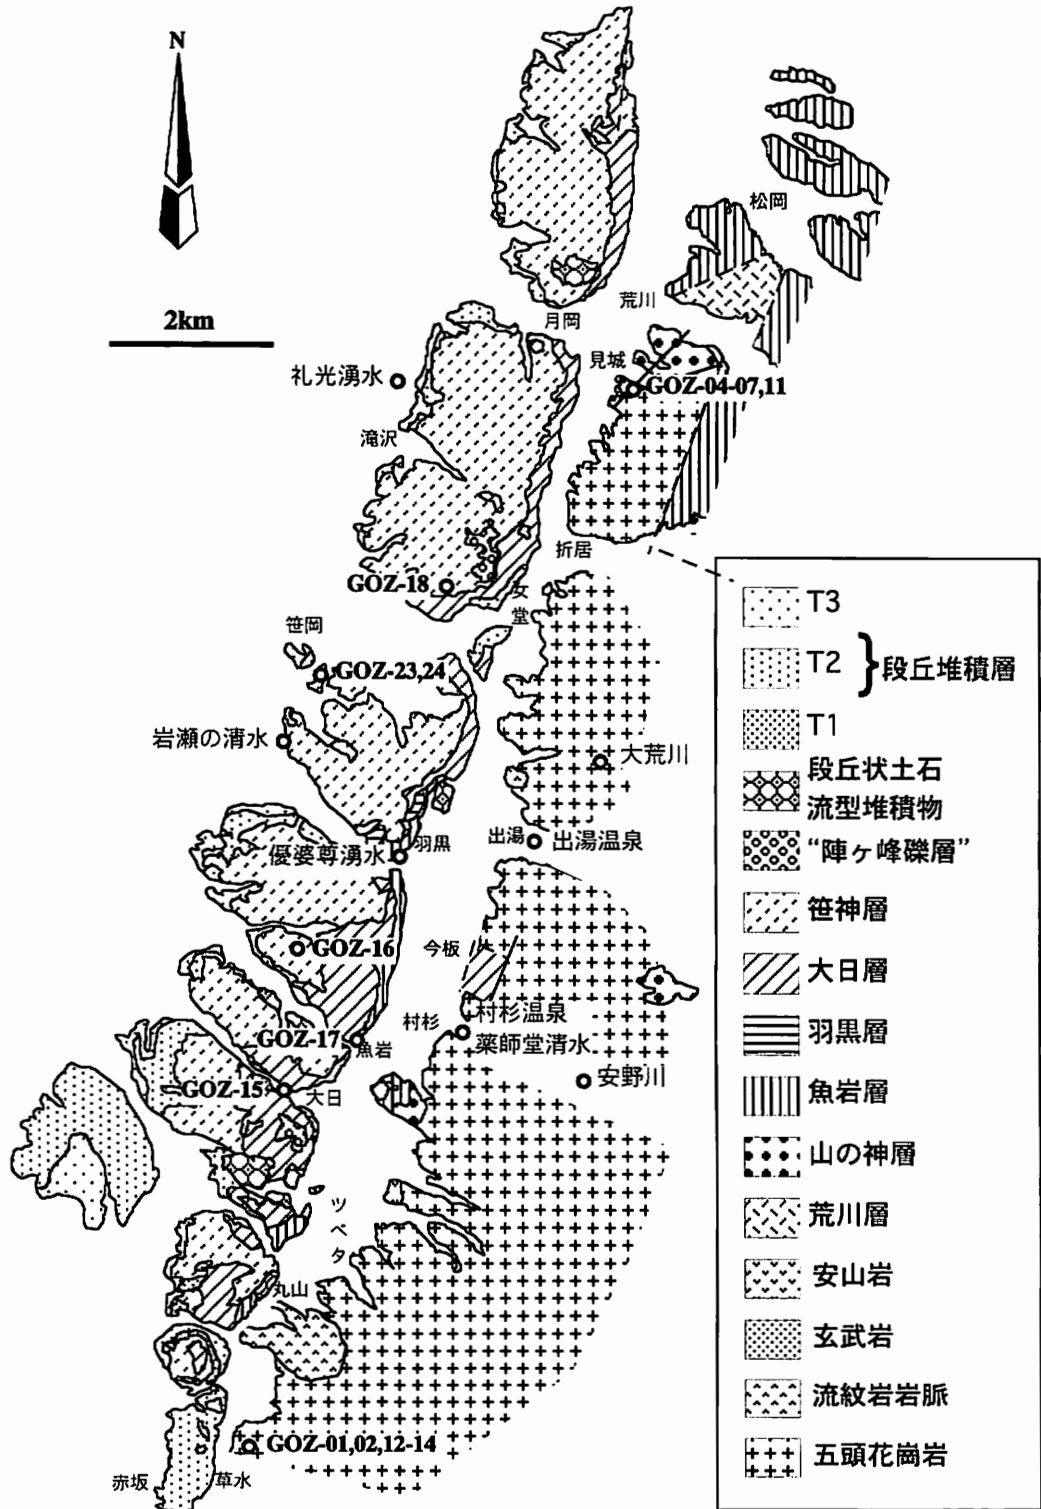 N
2km
松岡
荒川
月岡
見城
礼光湧水
GOZ-04-07,11
滝沢
折居
GOZ-18
女堂
笹岡
GOZ-23,24
岩瀬の清水
大荒川
羽黒
出湯
出湯温泉
優婆尊湧水
GOZ-16
今板
村杉
村杉温泉
薬師堂清水
GOZ-17
魚岩
安野川
GOZ-15
大日
ツベタ
丸山
GOZ-01,02,12-14
赤坂
草水
T3
T2
段丘堆積層
T1
段丘状土石
流型堆積物
“陣ヶ峰礫層”
笹神層
大日層
羽黒層
魚岩層
山の神層
荒川層
安山岩
玄武岩
流紋岩岩脈
五頭花崗岩